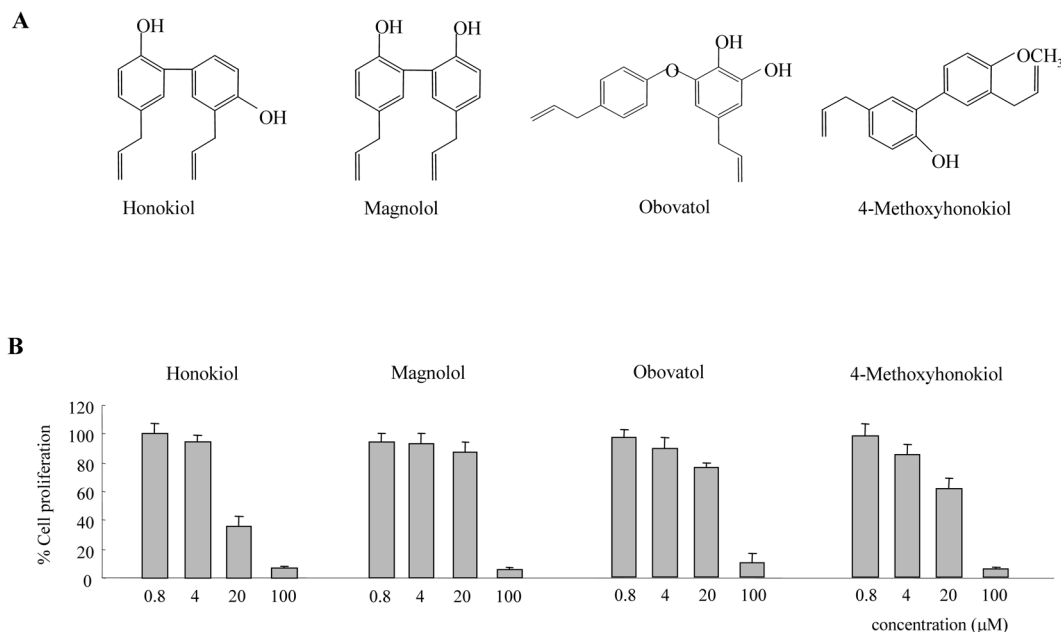 A
OH
OH
Honokiol
OH
OH
Magnolol
O
OH
OH
Obovatol
OCH3
OH
4-Methoxyhonokiol
B
Honokiol
Magnolol
Obovatol
4-Methoxyhonokiol
% Cell proliferation
120
100
80
60
40
20
0
0.8 4 20 100
0.8 4 20 100
0.8 4 20 100
0.8 4 20 100
concentration (µM)